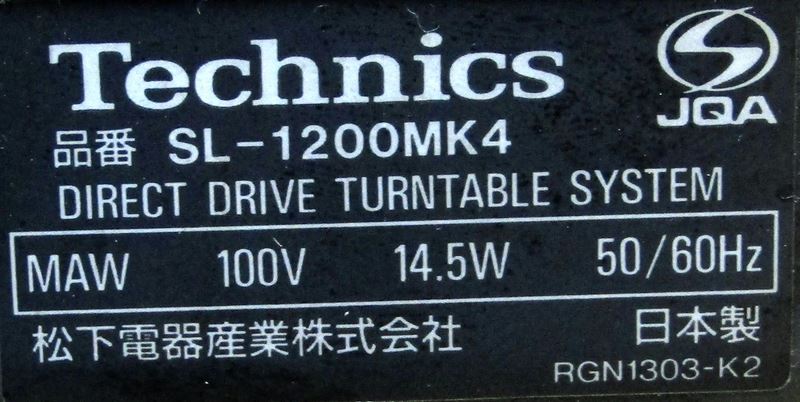 Technics
JQA
品番 SL-1200MK4
DIRECT DRIVE TURNTABLE SYSTEM
MAW 100V 14.5W 50/60Hz
松下電器産業株式会社 日本製
RGN1303-K2